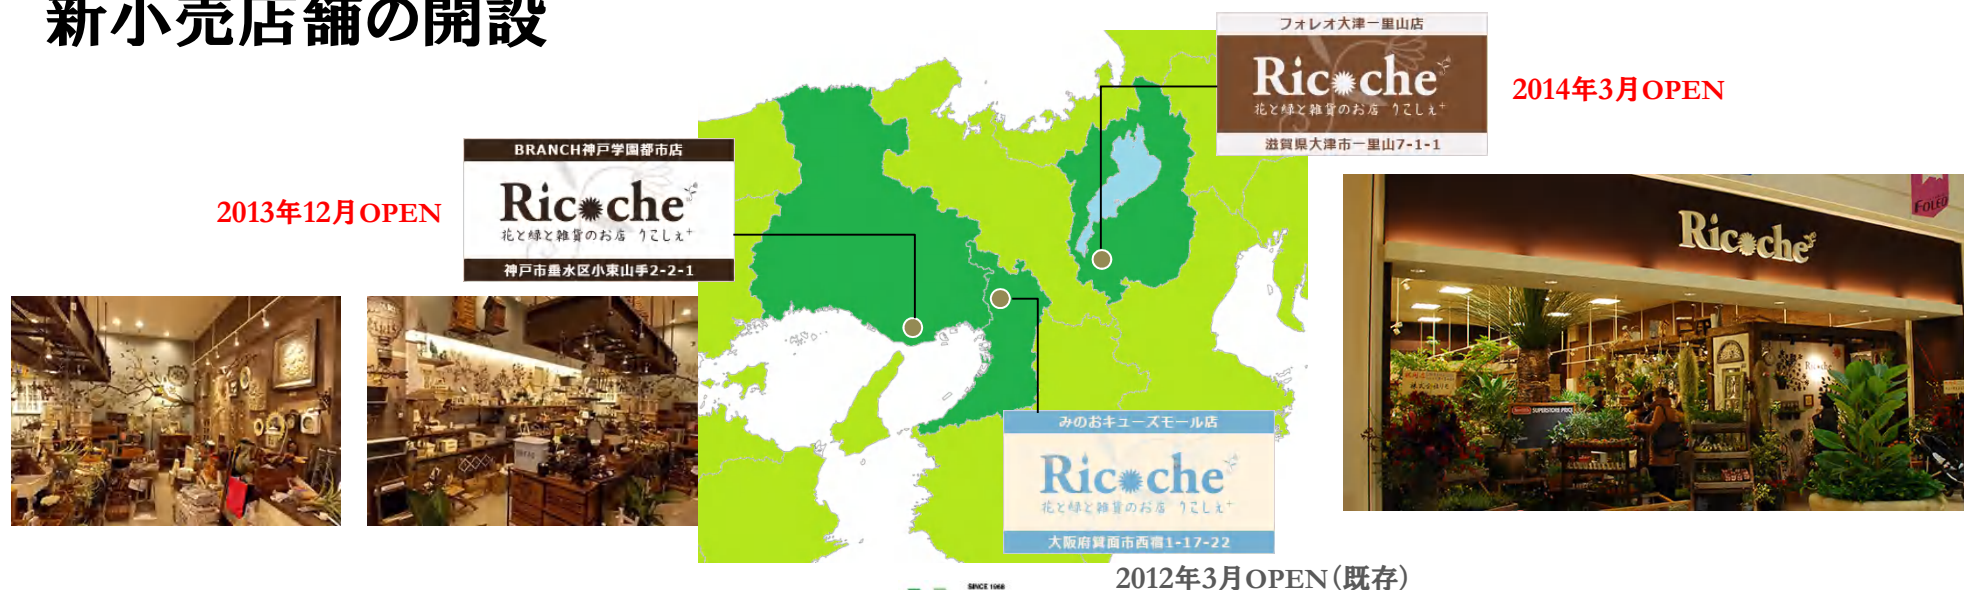 新小売店舗の開設
フォレオ大津一里山店
Ricoche
花と緑と雑貨のお店 りこしぇ+
滋賀県大津市一里山7-1-1
2014年3月OPEN
BRANCH神戸学園都市店
Ricoche
花と緑と雑貨のお店 りこしぇ+
神戸市垂水区小束山手2-2-1
2013年12月OPEN
FOLEO
Ricoche
SUPERSTORE PRICE
Ricoche
みのおキューズモール店
Ricoche
花と緑と雑貨のお店 りこしぇ+
大阪府箕面市西宿1-17-22
2012年3月OPEN（既存）
SINCE 1968